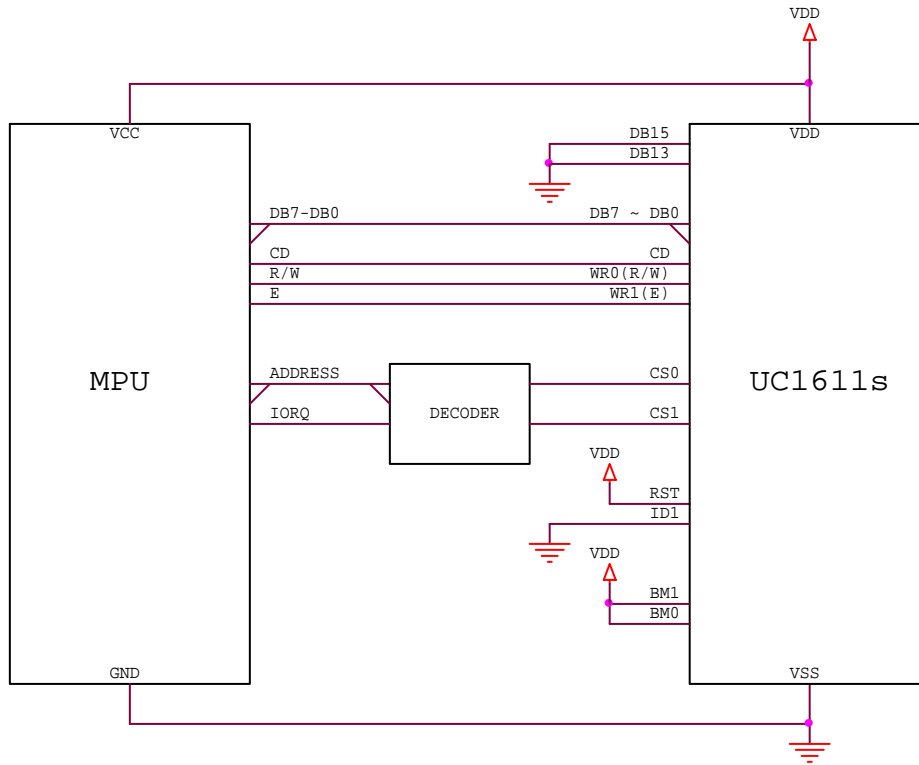 VDD
VCC
VDD
DB15
DB13
DB7-DB0 DB7 ~ DB0
CD CD
R/W WR0(R/W)
E WR1(E)
MPU
ADDRESS CS0
UC1611s
IORQ DECODER CS1
VDD
RST
ID1
VDD
BM1
BM0
GND VSS